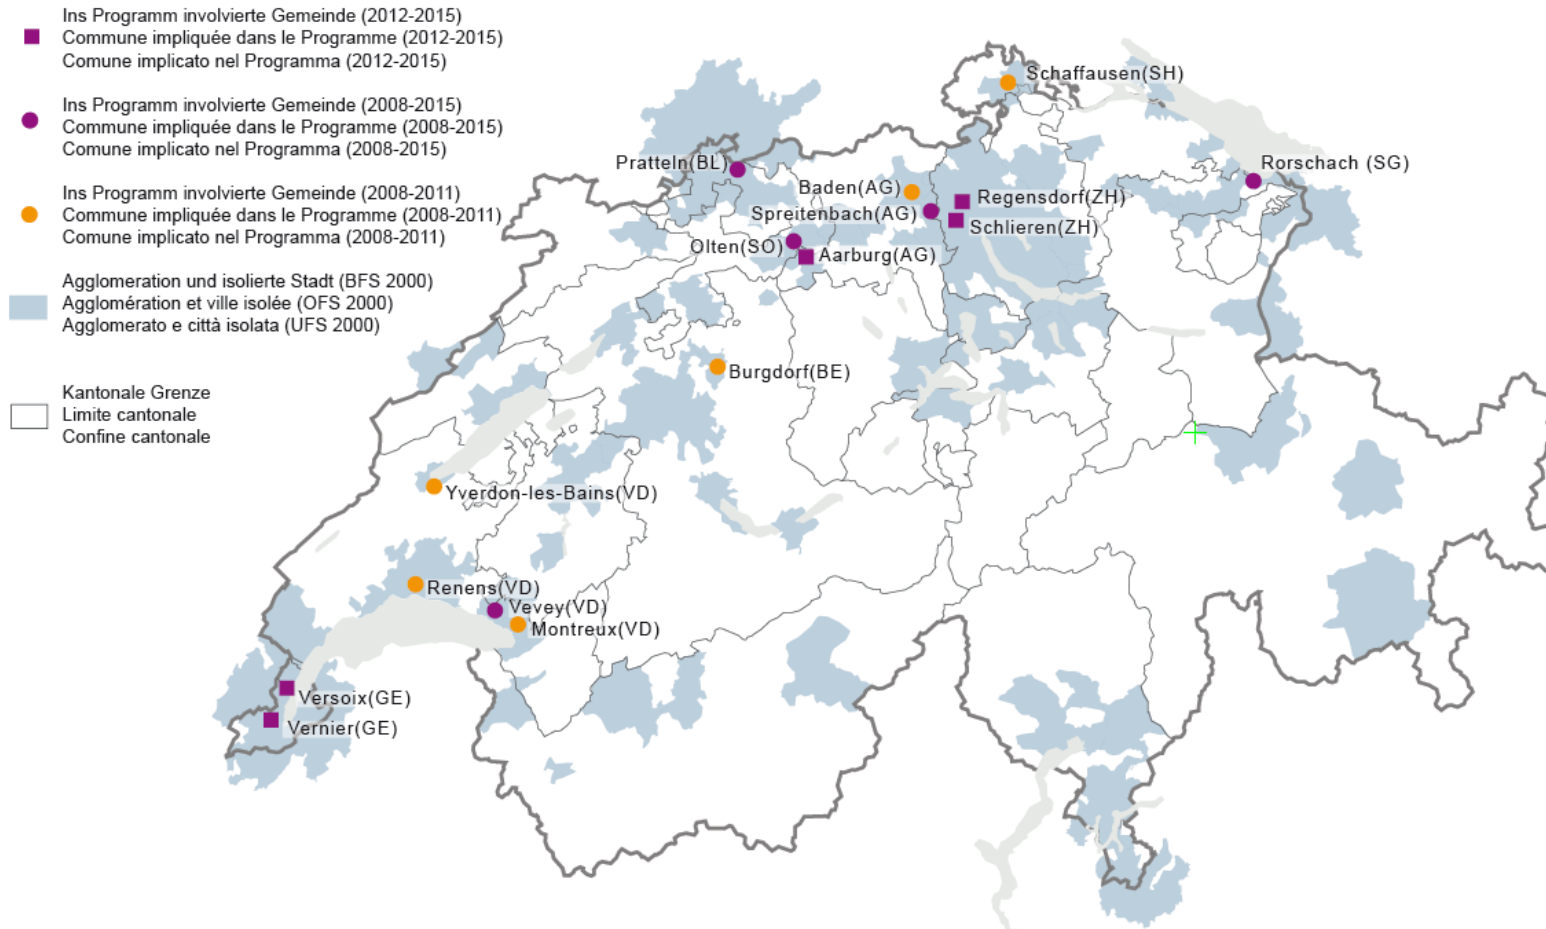 Ins Programm involvierte Gemeinde (2012-2015)
Commune impliquée dans le Programme (2012-2015)
Comune implicato nel Programma (2012-2015)
Ins Programm involvierte Gemeinde (2008-2015)
Commune impliquée dans le Programme (2008-2015)
Comune implicato nel Programma (2008-2015)
Ins Programm involvierte Gemeinde (2008-2011)
Commune impliquée dans le Programme (2008-2011)
Comune implicato nel Programma (2008-2011)
Agglomeration und isolierte Stadt (BFS 2000)
Agglomération et ville isolée (OFS 2000)
Agglomerato e città isolata (UFS 2000)
Kantonale Grenze
Limite cantonale
Confine cantonale
Schaffausen(SH)
Pratteln(BL)
Rorschach (SG)
Baden(AG)
Regensdorf(ZH)
Spreitenbach(AG)
Schlieren(ZH)
Olten(SO)
Aarburg(AG)
Burgdorf(BE)
Yverdon-les-Bains(VD)
Renens(VD)
Vevey(VD)
Montreux(VD)
Versoix(GE)
Vernier(GE)